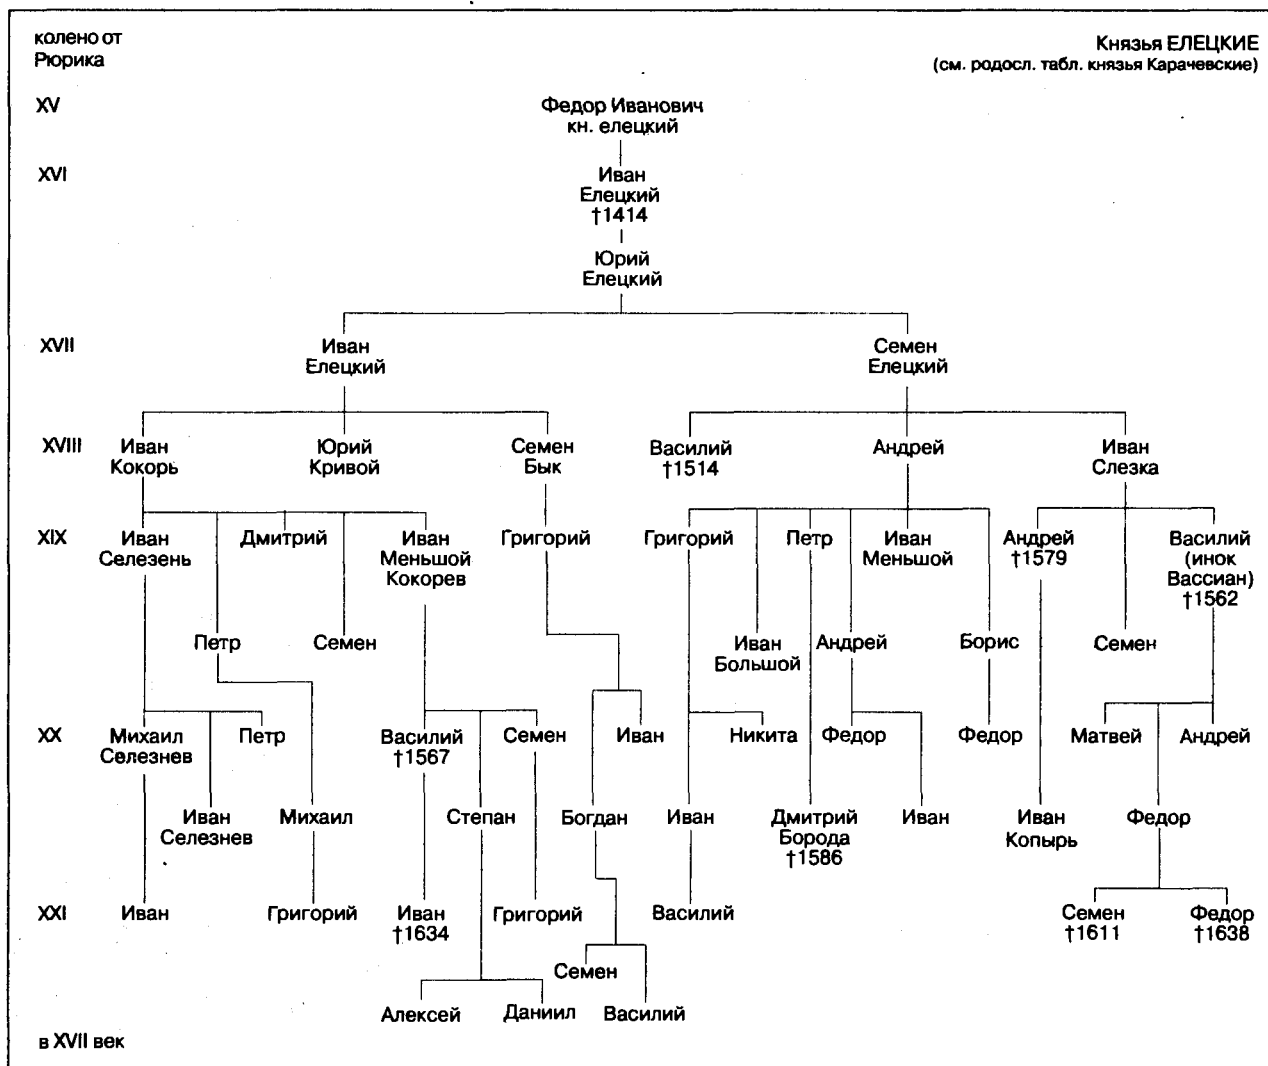 колено от
Рюрика
Князья ЕЛЕЦКИЕ
(см. родосл. табл. князья Карачевские)
XV
Федор Иванович
кн. елецкий
XVI
Иван
Елецкий
†1414
Юрий
Елецкий
XVII
Иван
Елецкий
Семен
Елецкий
XVIII
Иван
Кокорь
Юрий
Кривой
Семен
Бык
Василий
†1514
Андрей
Иван
Слезка
XIX
Иван
Селезень
Дмитрий
Иван
Меньшой
Кокорев
Григорий
Григорий
Петр
Иван
Меньшой
Андрей
†1579
Василий
(инок
Вассиан)
†1562
Петр
Семен
Иван
Большой
Андрей
Борис
Семен
XX
Михаил
Селезнев
Петр
Василий
†1567
Семен
Иван
Никита
Федор
Федор
Матвей
Андрей
Иван
Селезнев
Михаил
Степан
Богдан
Иван
Дмитрий
Борода
†1586
Иван
Иван
Копырь
Федор
XXI
Иван
Григорий
Иван
†1634
Григорий
Василий
Семен
†1611
Федор
†1638
Семен
Алексей
Даниил
Василий
в XVII век